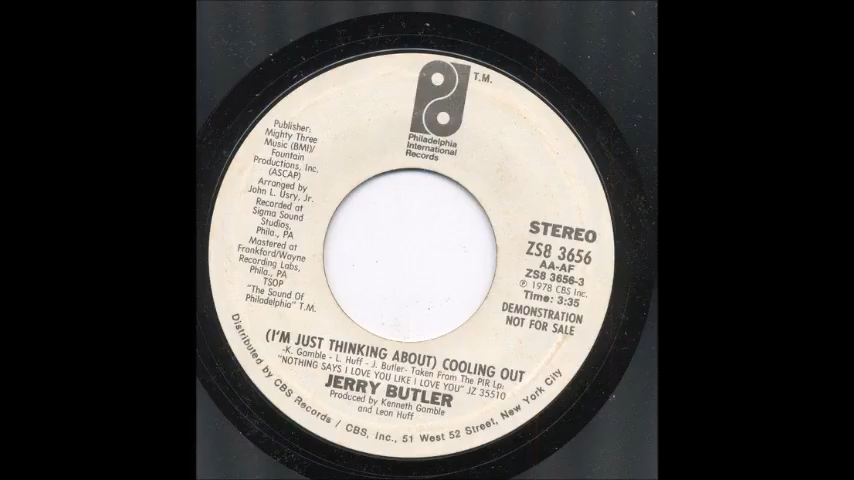 T.M.
Philadelphia
International
Records
Publisher:
Mighty Three
Music (BMI)/
Fountain
Productions, Inc.
(ASCAP)
Arranged by
John L. Usry, Jr.
Recorded at
Sigma Sound
Studios,
Phila., PA
Mastered at
Frankford/Wayne
Recording Labs,
Phila., PA
TSOP
"The Sound Of
Philadelphia" T.M.
STEREO
ZS8 3656
AA-AF
ZS8 3656-3
℗ 1978 CBS Inc.
Time: 3:35
DEMONSTRATION
NOT FOR SALE
(I'M JUST THINKING ABOUT) COOLING OUT
-K. Gamble - L. Huff - J. Butler- Taken From The PIR Lp:
"NOTHING SAYS I LOVE YOU LIKE I LOVE YOU" JZ 35510
JERRY BUTLER
Produced by Kenneth Gamble
and Leon Huff
Distributed by CBS Records / CBS, Inc., 51 West 52 Street, New York City